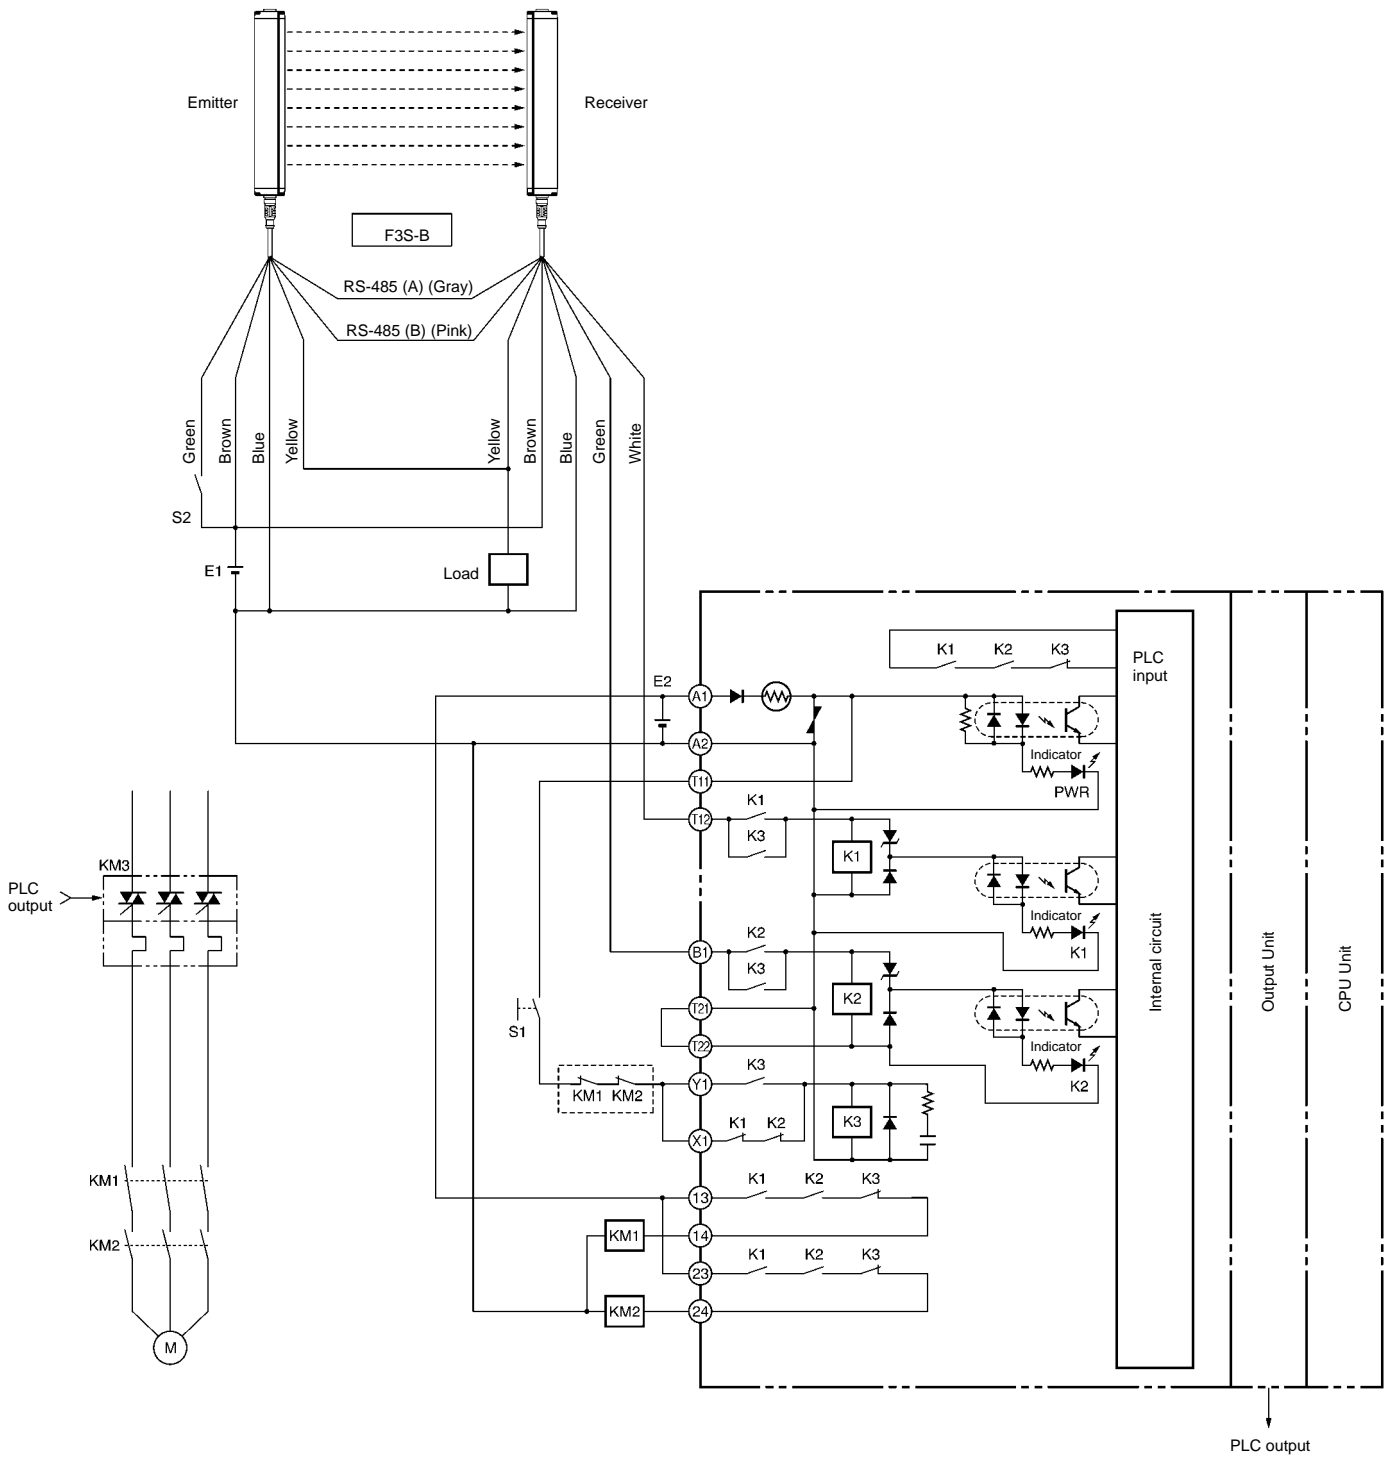 Emitter
Receiver
F3S-B
RS-485 (A) (Gray)
RS-485 (B) (Pink)
Green
Brown
Blue
Yellow
Yellow
Brown
Blue
Green
White
S2
E1
Load
E2
K1 K2 K3
PLC
input
A1
A2
Indicator
PWR
T11
K1
T12
K3
K1
Indicator
K1
KM3
PLC
output
K2
B1
K3
K2
T21
S1
T22
Indicator
K2
K3
Y1
KM1 KM2
K1 K2
K3
X1
Internal circuit
Output Unit
CPU Unit
KM1
K1 K2 K3
13
KM1
14
KM2
K1 K2 K3
23
KM2
24
M
PLC output